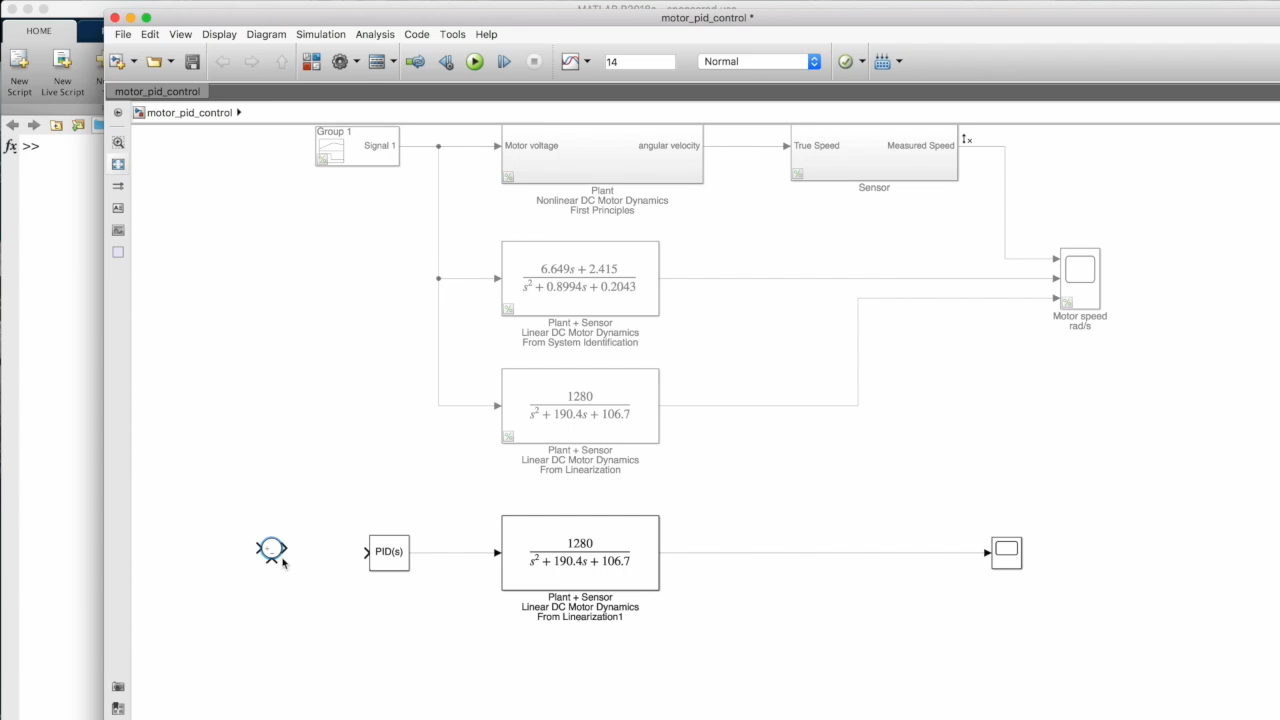 MATLAB R2018a - sponsored use
motor_pid_control *
HOME
File Edit View Display Diagram Simulation Analysis Code Tools Help
New Script
New Live Script
14
Normal
motor_pid_control
motor_pid_control
fx >>
Group 1
Signal 1
Motor voltage
angular velocity
Plant
Nonlinear DC Motor Dynamics
First Principles
True Speed
Measured Speed
Sensor
6.649s + 2.415
s² + 0.8994s + 0.2043
Plant + Sensor
Linear DC Motor Dynamics
From System Identification
Motor speed
rad/s
1280
s² + 190.4s + 106.7
Plant + Sensor
Linear DC Motor Dynamics
From Linearization
PID(s)
1280
s² + 190.4s + 106.7
Plant + Sensor
Linear DC Motor Dynamics
From Linearization1